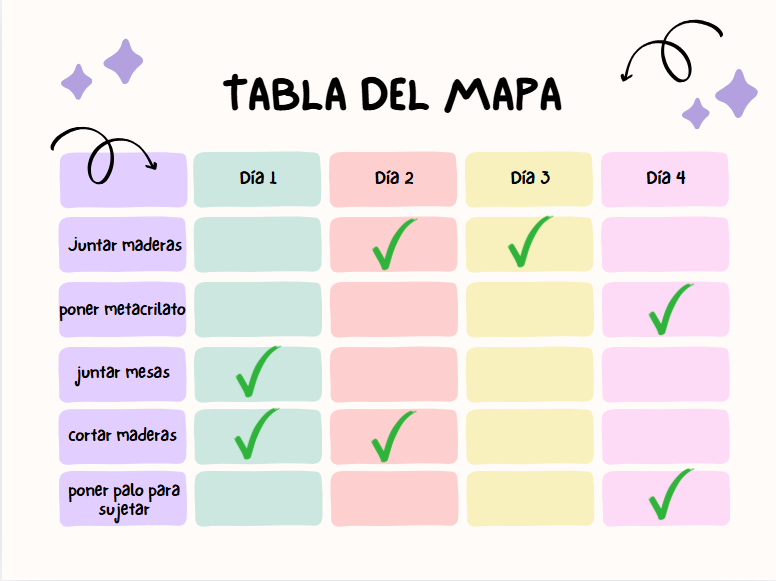 TABLA DEL MAPA
Día 1
Día 2
Día 3
Día 4
Juntar maderas
poner metacrilato
juntar mesas
cortar maderas
poner palo para
sujetar